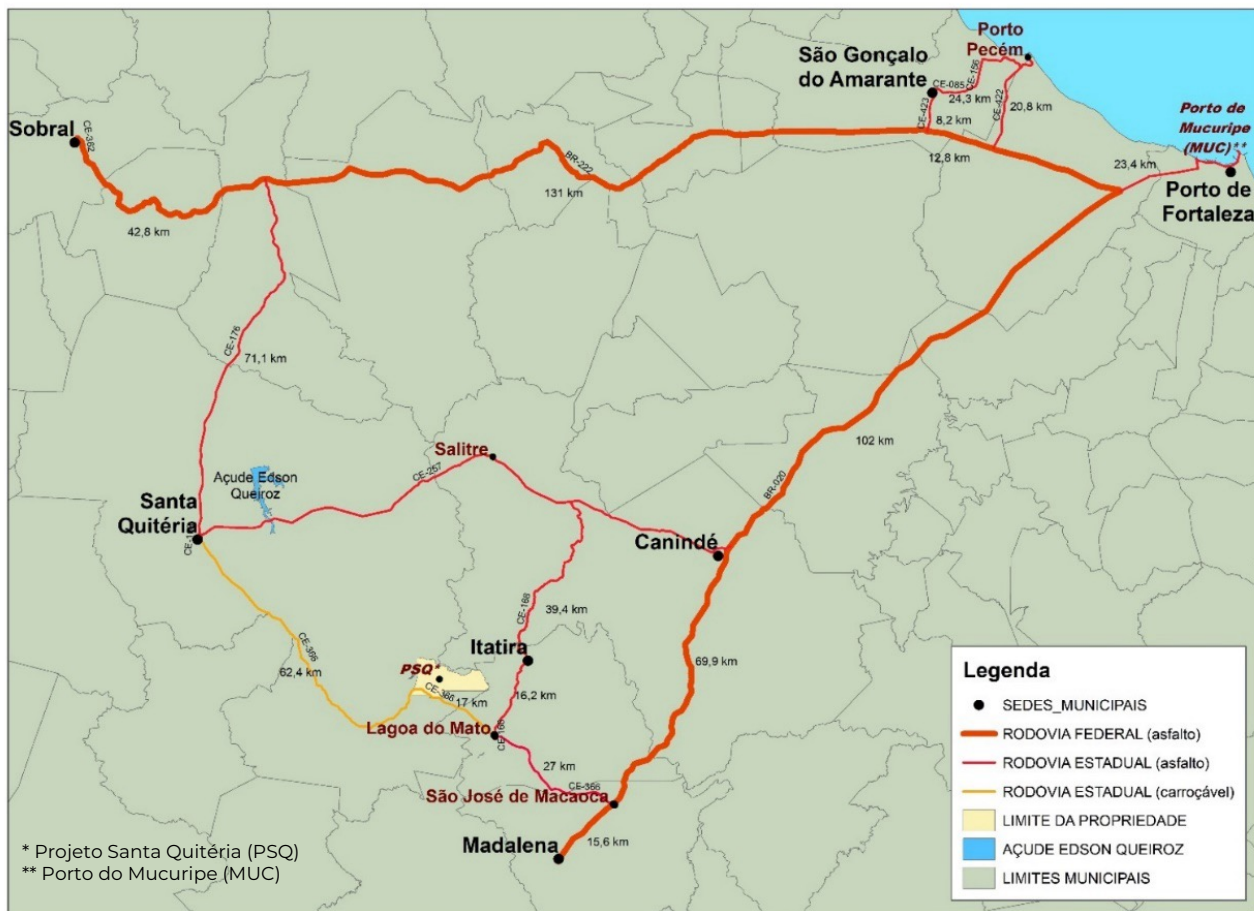 Porto
Pecém
São Gonçalo
do Amarante
CE-085
CE-156
24,3 km
CE-422
20,8 km
CE-423
8,2 km
Porto de
Mucuripe
(MUC)**
Sobral
CE-362
BR-222
12,8 km
23,4 km
Porto de
Fortaleza
131 km
42,8 km
CE-176
71,1 km
102 km
BR-020
Salitre
CE-257
Açude Edson
Queiroz
Santa
Quitéria
CE-1
Canindé
CE-168
39,4 km
Itatira
CE-366
62,4 km
PSQ*
CE-366
17 km
16,2 km
69,9 km
Lagoa do Mato
CE-168
27 km
CE-366
São José de Macaoca
Madalena
15,6 km
* Projeto Santa Quitéria (PSQ)
** Porto do Mucuripe (MUC)
Legenda
SEDES_MUNICIPAIS
RODOVIA FEDERAL (asfalto)
RODOVIA ESTADUAL (asfalto)
RODOVIA ESTADUAL (carroçável)
LIMITE DA PROPRIEDADE
AÇUDE EDSON QUEIROZ
LIMITES MUNICIPAIS